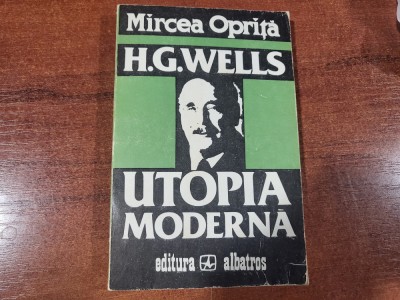 Mircea Opriță
H.G.WELLS
UTOPIA
MODERNĂ
editura albatros